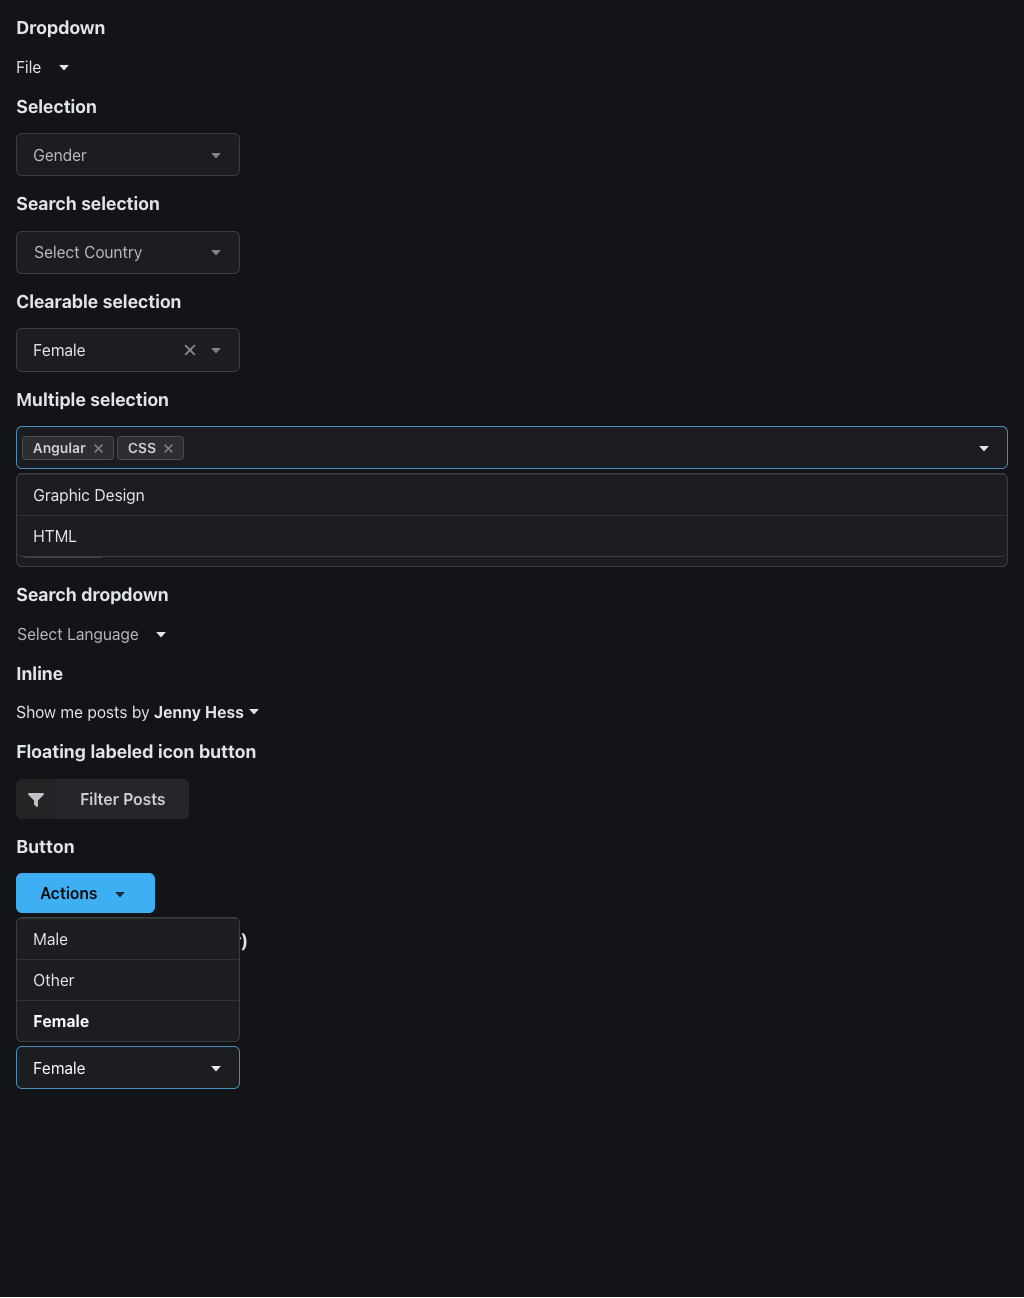 Dropdown
File
Selection
Gender
Search selection
Select Country
Clearable selection
Female
Multiple selection
Angular CSS
Graphic Design
HTML
Search dropdown
Select Language
Inline
Show me posts by Jenny Hess
Floating labeled icon button
Filter Posts
Button
Actions
)
Male
Other
Female
Female